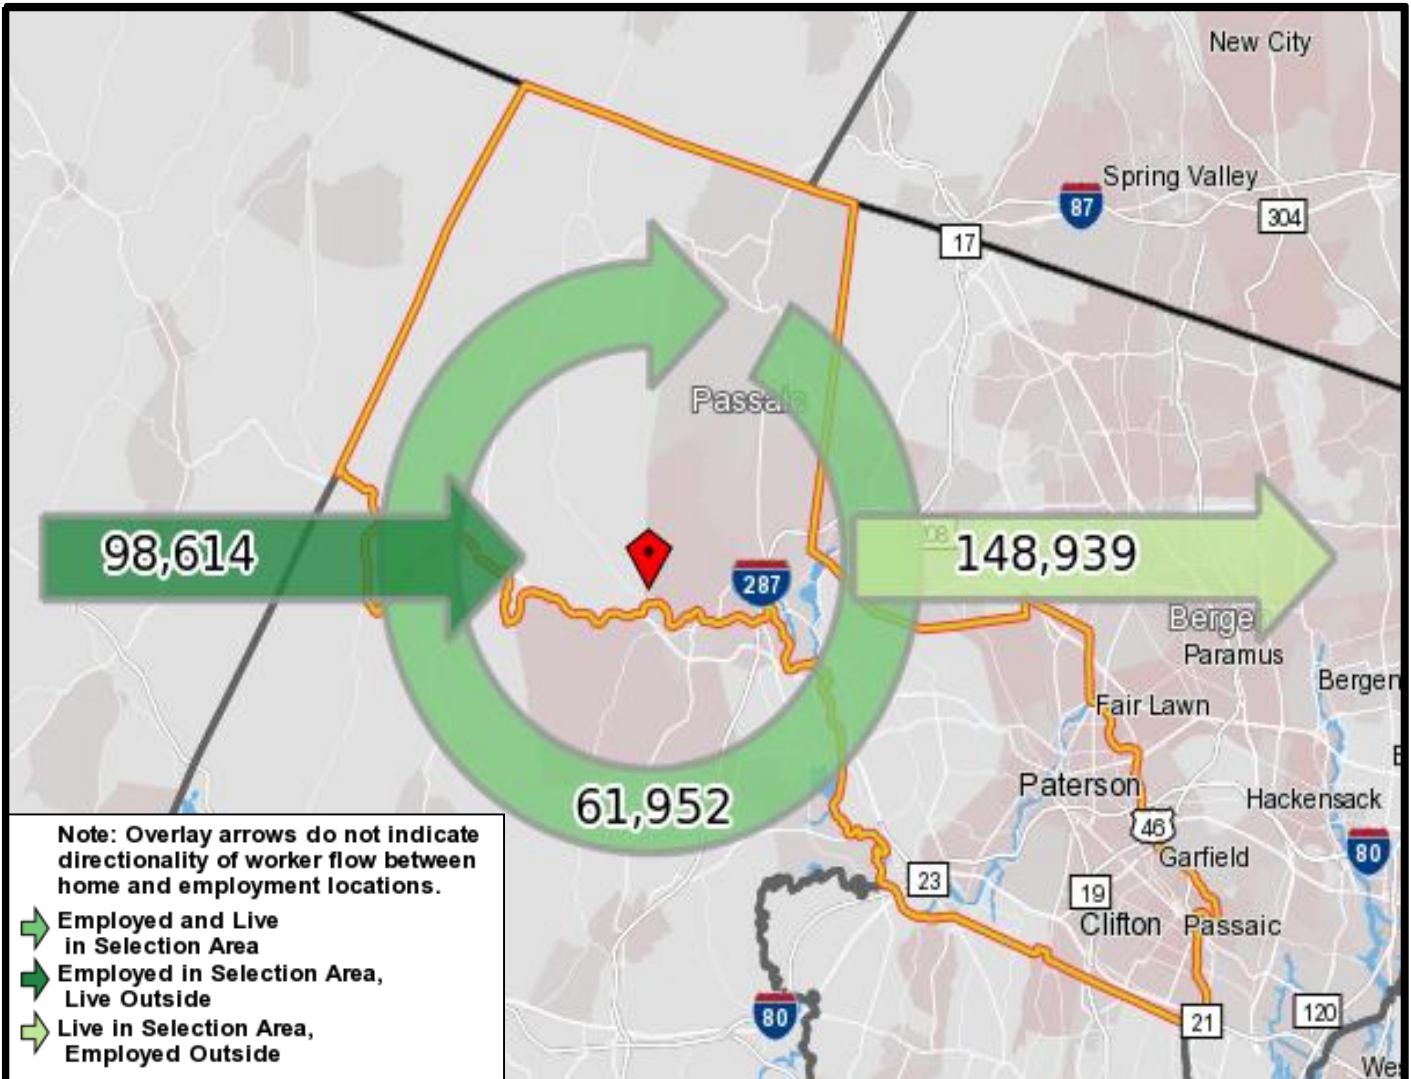 New City
Spring Valley
87
304
17
Passaic
98,614
287
208
148,939
Bergen
Paramus
Bergen
Fair Lawn
Paterson
Hackensack
46
80
Garfield
61,952
23
19
Clifton
Passaic
80
21
120
Note: Overlay arrows do not indicate
directionality of worker flow between
home and employment locations.
Employed and Live
in Selection Area
Employed in Selection Area,
Live Outside
Live in Selection Area,
Employed Outside